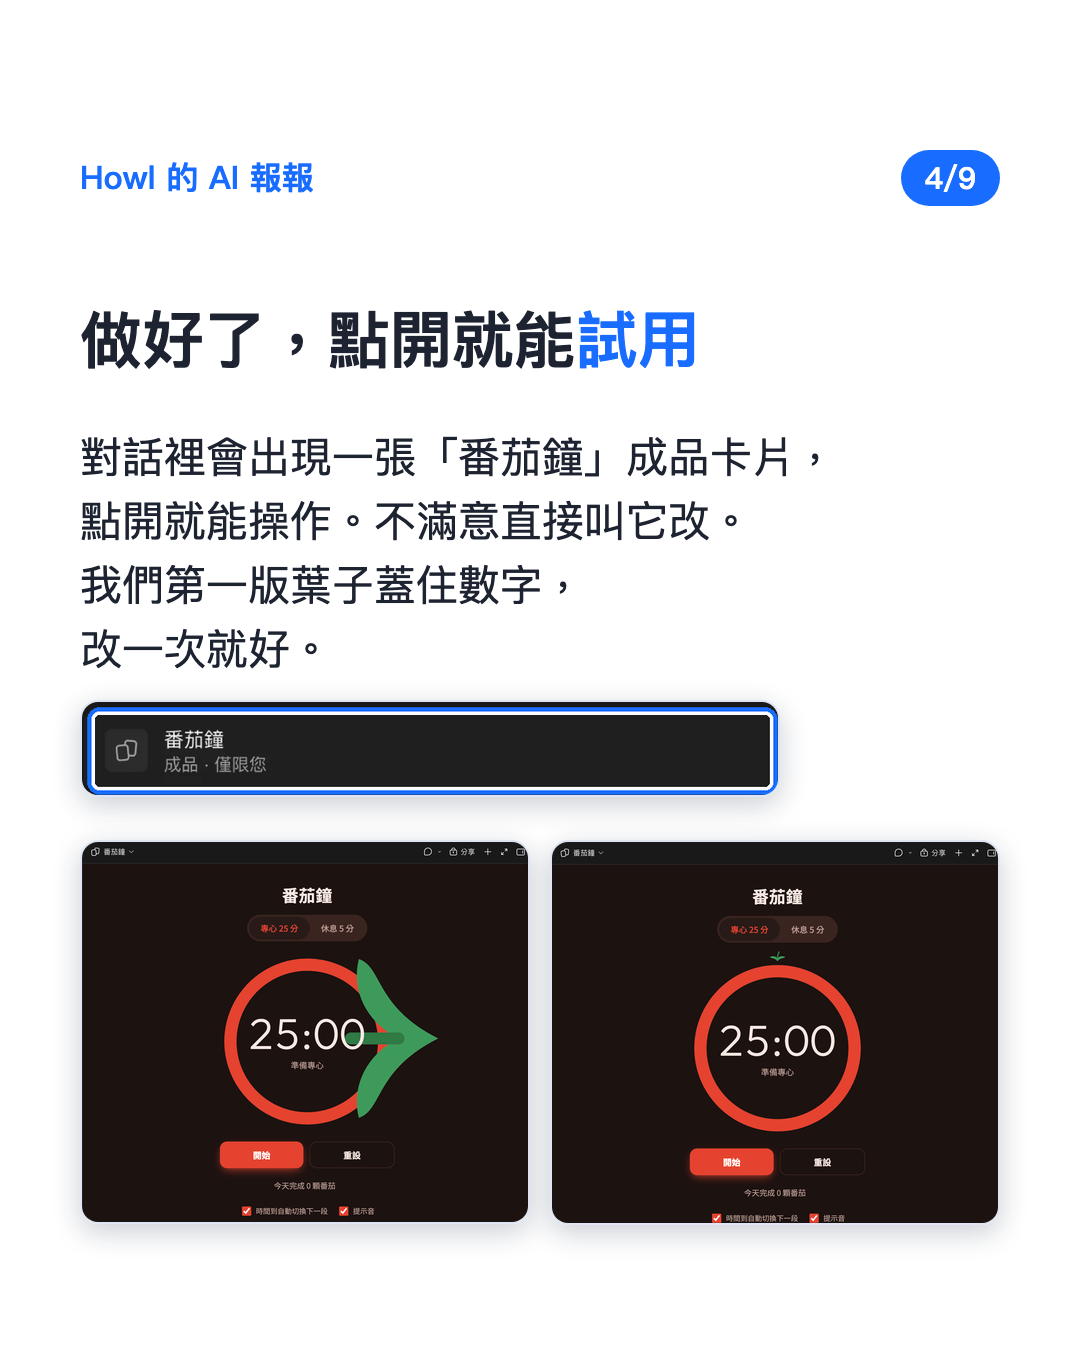 Howl 的 AI 報報
4/9
做好了，點開就能試用
對話裡會出現一張「番茄鐘」成品卡片，
點開就能操作。不滿意直接叫它改。
我們第一版葉子蓋住數字，
改一次就好。
番茄鐘
成品 · 僅限您
番茄鐘
分享
番茄鐘
專心 25 分
休息 5 分
25:00
準備專心
開始
重設
今天完成 0 顆番茄
時間到自動切換下一段
提示音
番茄鐘
分享
番茄鐘
專心 25 分
休息 5 分
25:00
準備專心
開始
重設
今天完成 0 顆番茄
時間到自動切換下一段
提示音